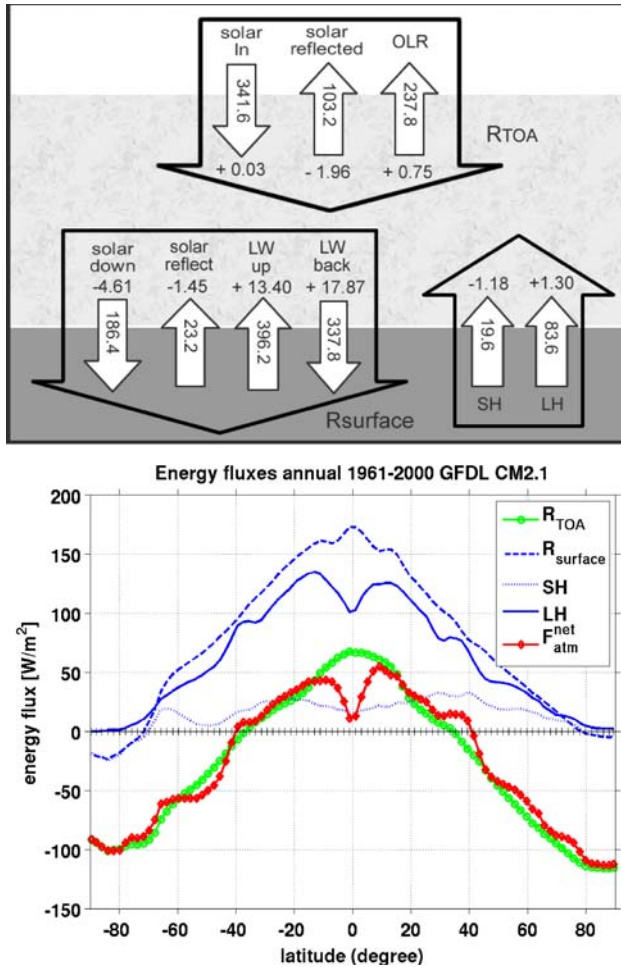 solar In
solar reflected
OLR
341.6
103.2
237.8
RTOA
+ 0.03
- 1.96
+ 0.75
solar down
solar reflect
LW up
LW back
-4.61
-1.45
+ 13.40
+ 17.87
186.4
23.2
396.2
337.8
Rsurface
-1.18
+1.30
19.6
83.6
SH
LH
Energy fluxes annual 1961-2000 GFDL CM2.1
200
150
100
50
0
-50
-100
-150
energy flux [W/m²]
R_TOA
R_surface
SH
LH
F_atm^net
-80
-60
-40
-20
0
20
40
60
80
latitude (degree)